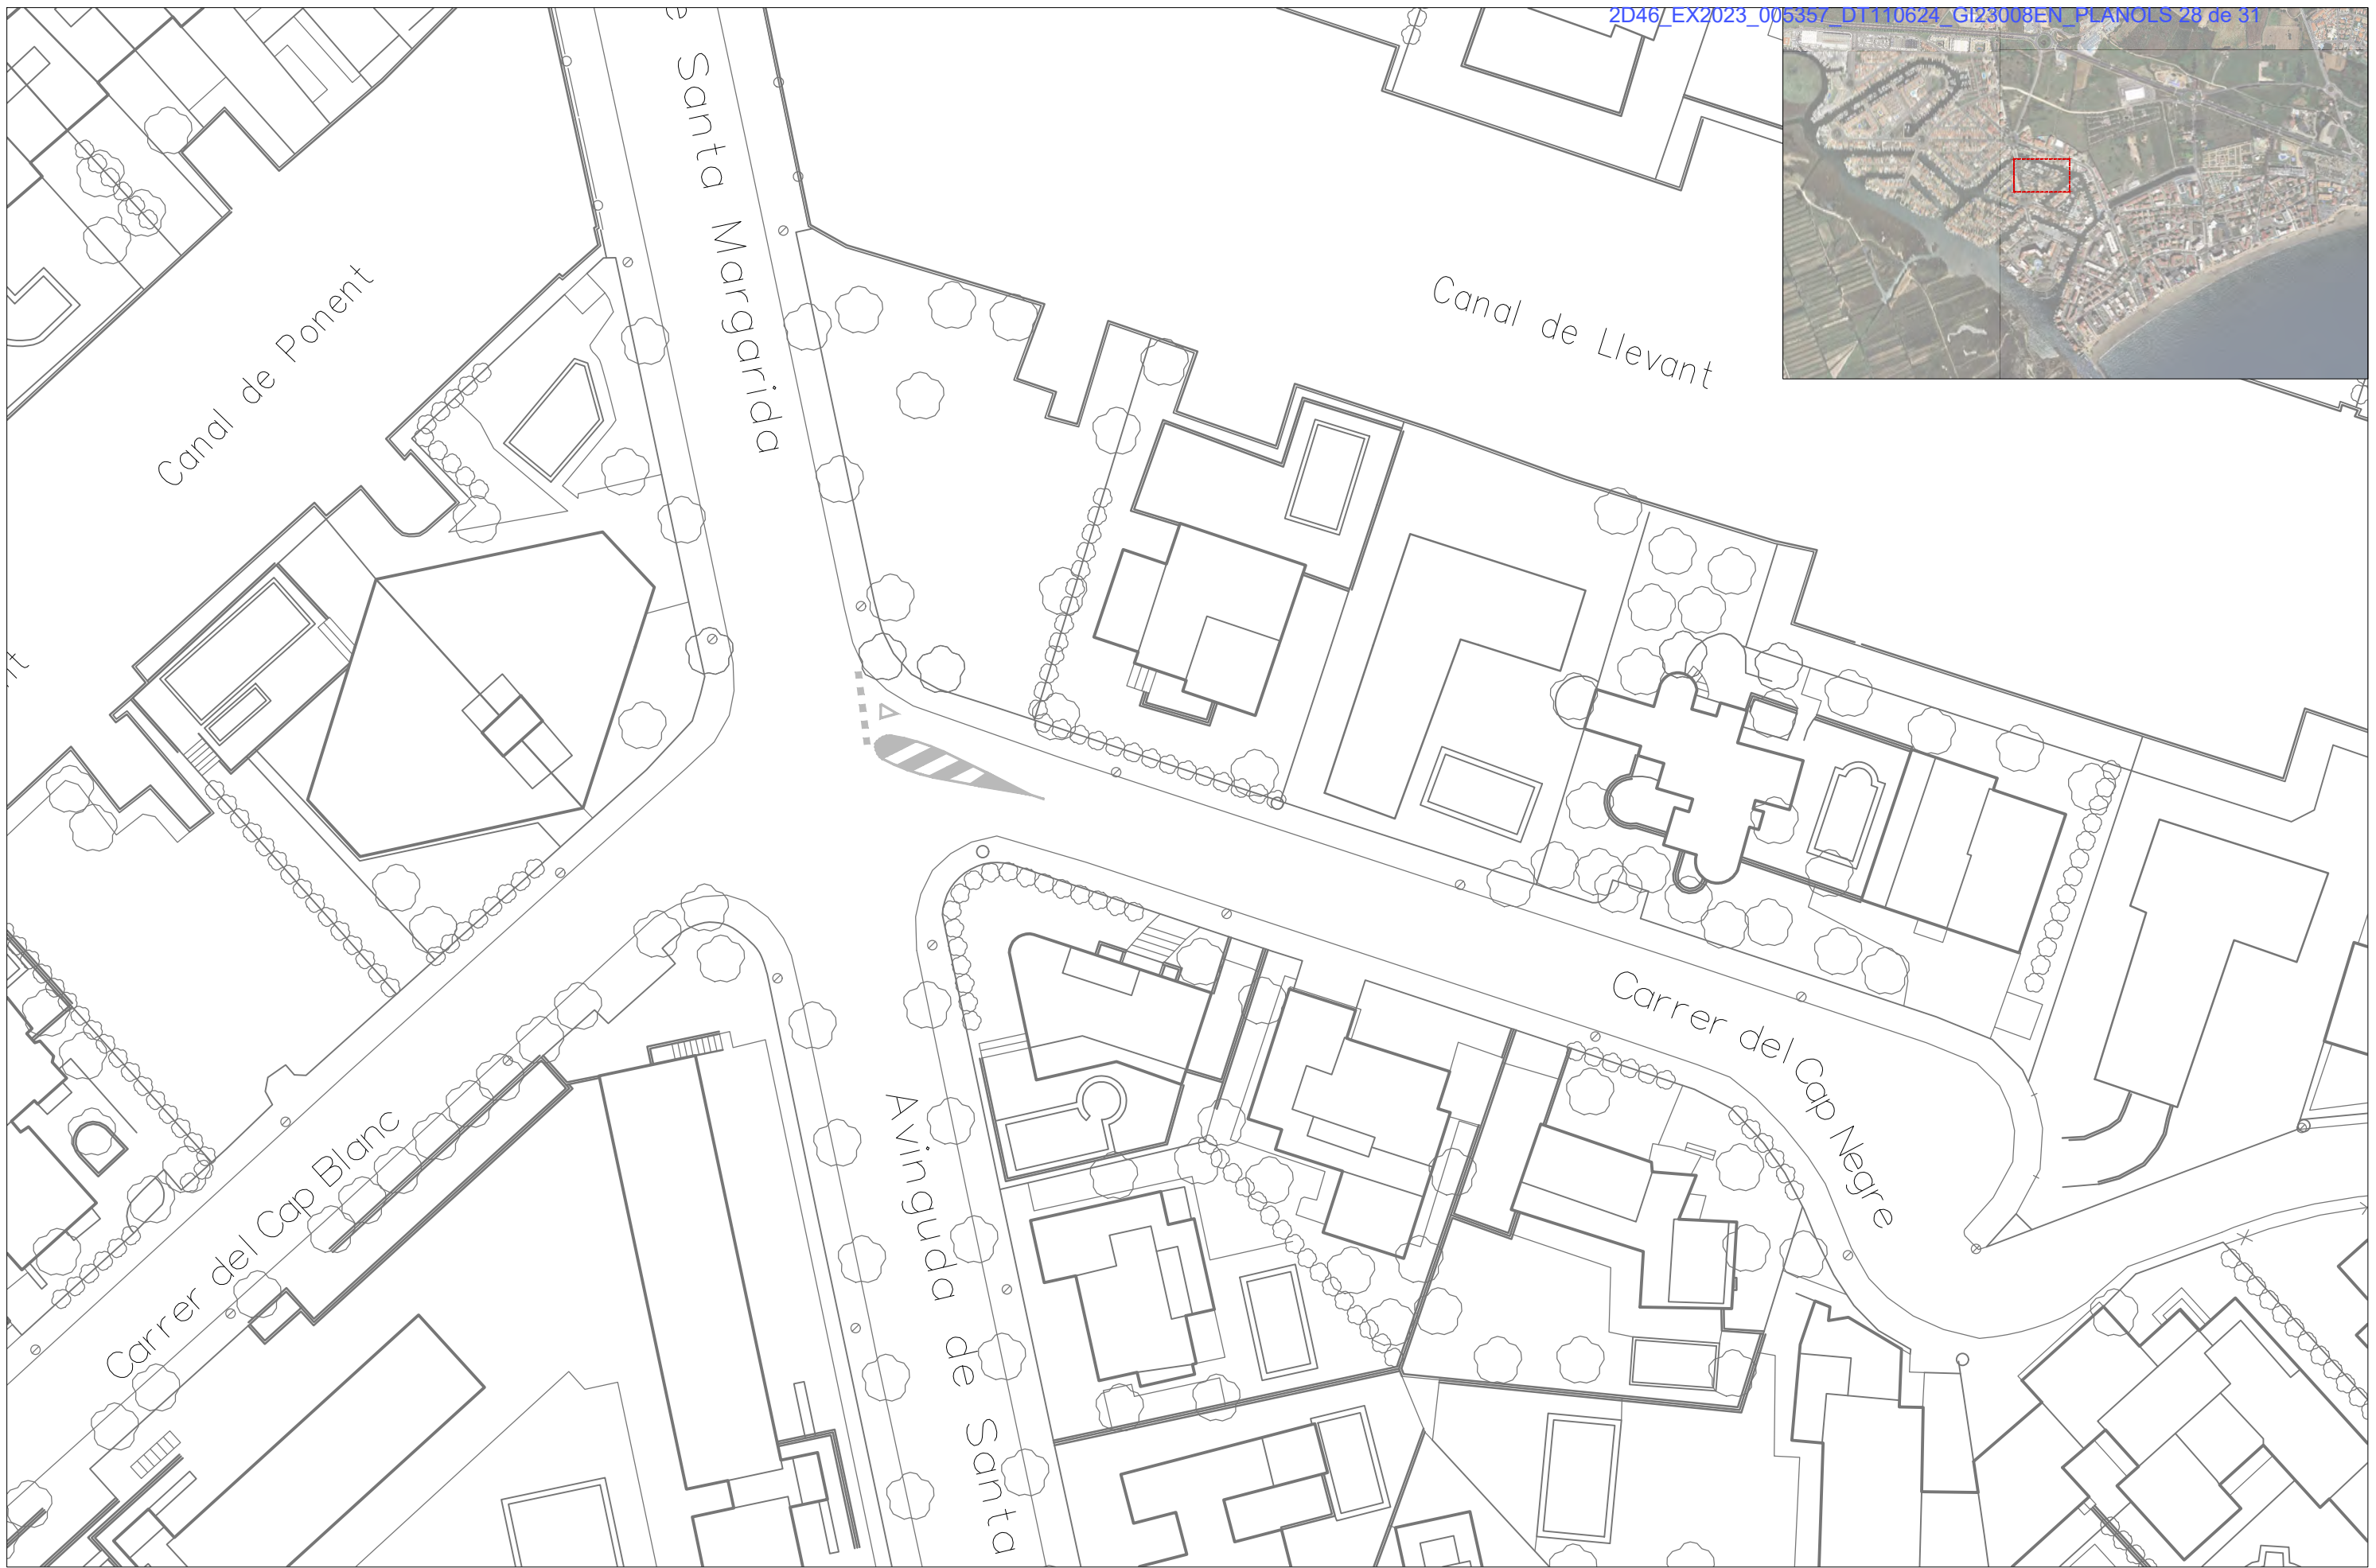 2D46_EX2023_005357_DT110624_GI23008EN_PLANOLS 28 de 31
Santa Margarida
Canal de Ponent
Canal de Llevant
Carrer del Cap Negre
Carrer del Cap Blanc
Avinguda de Santa